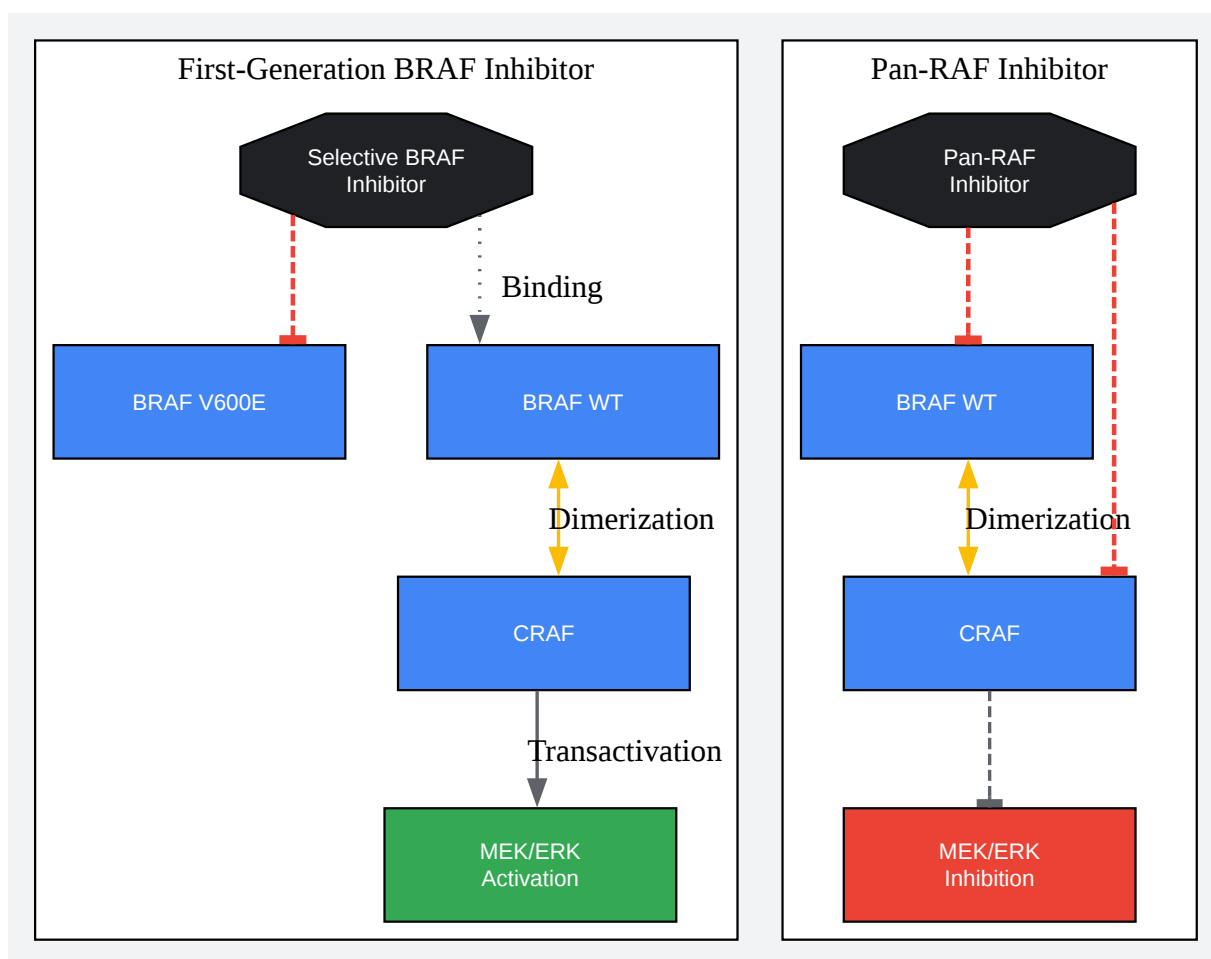 First-Generation BRAF Inhibitor
Selective BRAF
Inhibitor
Binding
BRAF V600E
BRAF WT
Dimerization
CRAF
Transactivation
MEK/ERK
Activation
Pan-RAF Inhibitor
Pan-RAF
Inhibitor
BRAF WT
Dimerization
CRAF
MEK/ERK
Inhibition